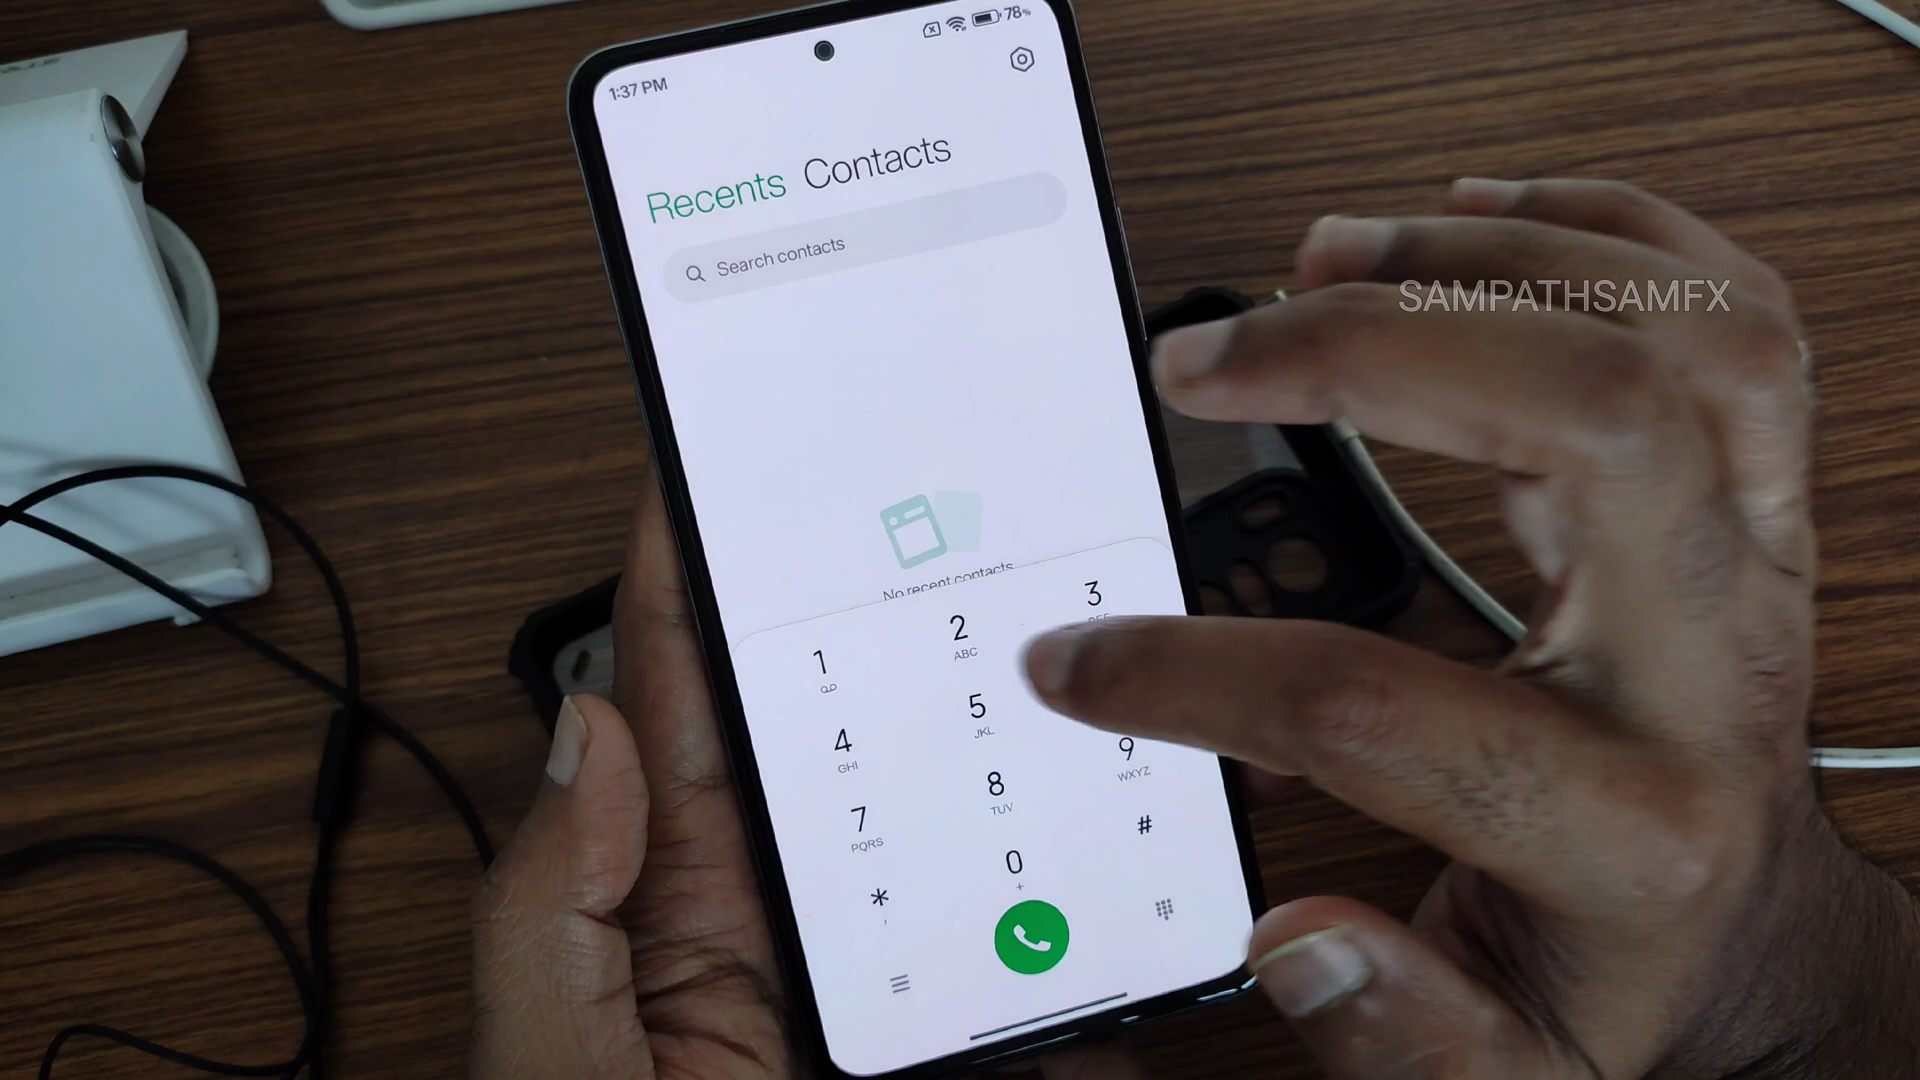 78%
1:37 PM
Recents Contacts
Search contacts
SAMPATHSAMFX
No recent contacts
1 2 3
ABC
4 5
GHI JKL
7 8 9
PQRS TUV WXYZ
* 0 #
+